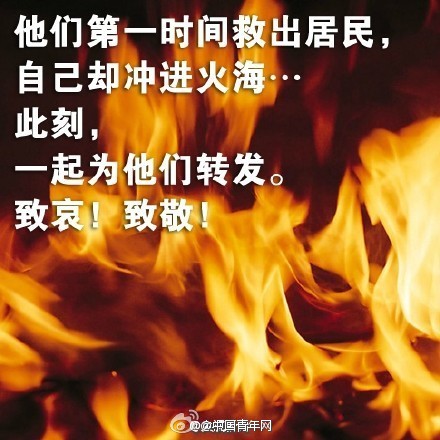 他们第一时间救出居民，
自己却冲进火海…
此刻，
一起为他们转发。
致哀！致敬！
@中国青年网